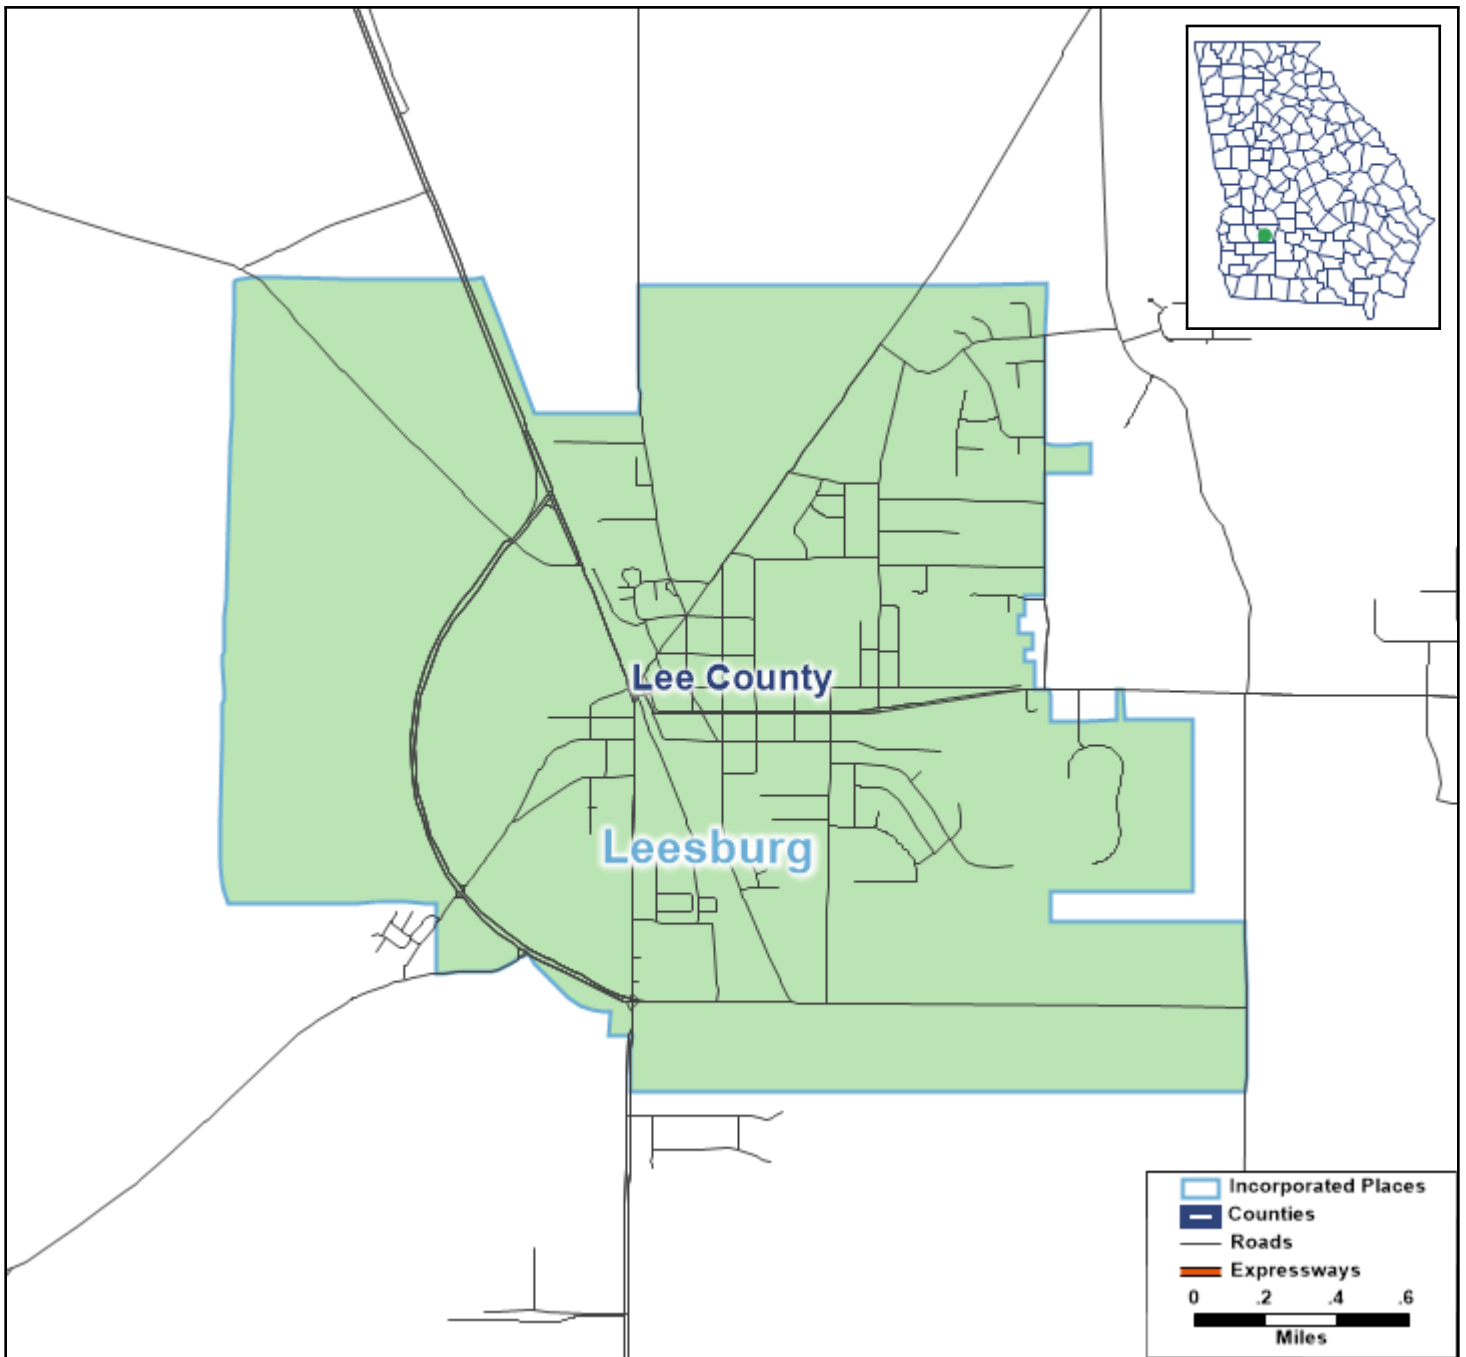 Lee County
Leesburg
Incorporated Places
Counties
Roads
Expressways
0 .2 .4 .6
Miles